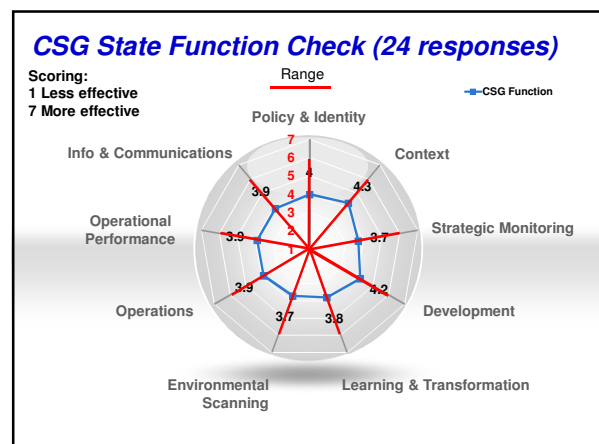 CSG State Function Check (24 responses)
Scoring:
1 Less effective
7 More effective
Range
CSG Function
Policy & Identity
7
6
5
4
3
2
1
4
Context
4.3
Strategic Monitoring
3.7
Development
4.2
Learning & Transformation
3.8
Environmental
Scanning
3.7
Operations
3.9
Operational
Performance
3.9
Info & Communications
3.9